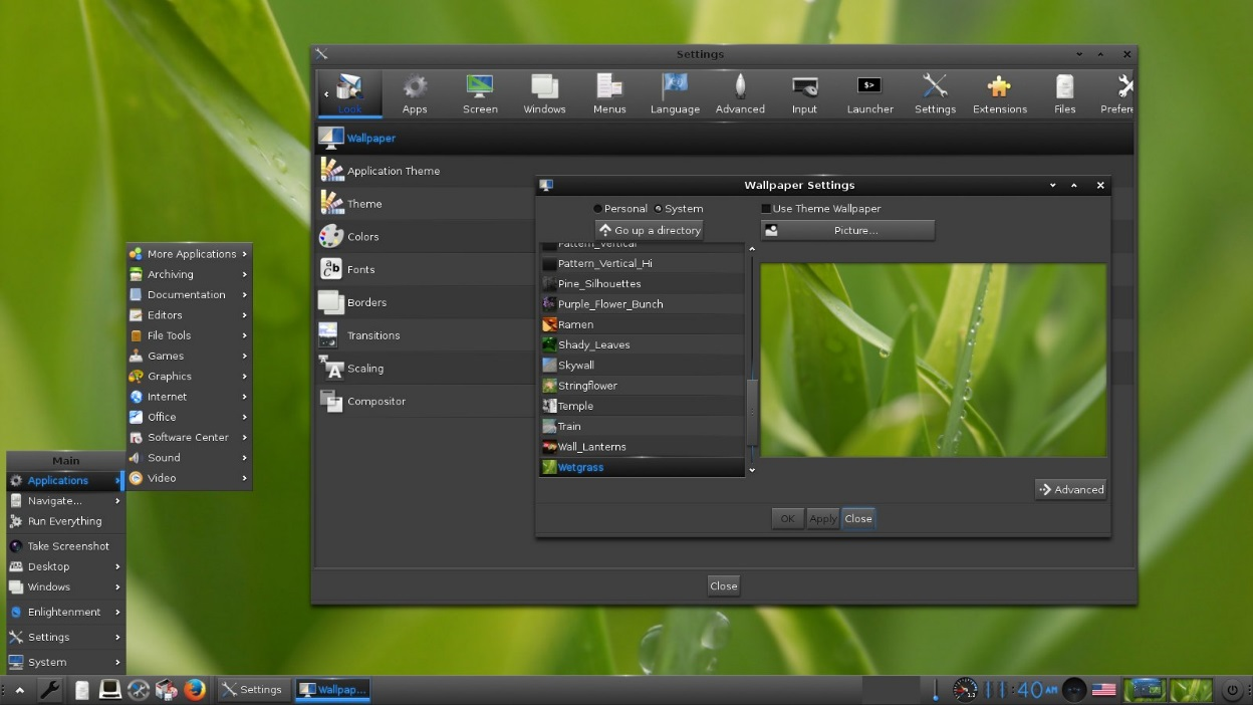 Settings
Look
Apps
Screen
Windows
Menus
Language
Advanced
Input
$>
Launcher
Settings
Extensions
Files
Prefere
Wallpaper
Application Theme
Theme
Colors
Fonts
Borders
Transitions
Scaling
Compositor
Wallpaper Settings
Personal System
Use Theme Wallpaper
Go up a directory
Picture...
Pattern_Vertical
Pattern_Vertical_Hi
Pine_Silhouettes
Purple_Flower_Bunch
Ramen
Shady_Leaves
Skywall
Stringflower
Temple
Train
Wall_Lanterns
Wetgrass
Advanced
OK Apply Close
Close
More Applications
Archiving
Documentation
Editors
File Tools
Games
Graphics
Internet
Office
Software Center
Sound
Video
Main
Applications
Navigate...
Run Everything
Take Screenshot
Desktop
Windows
Enlightenment
Settings
System
Settings
Wallpap...
11:40 AM